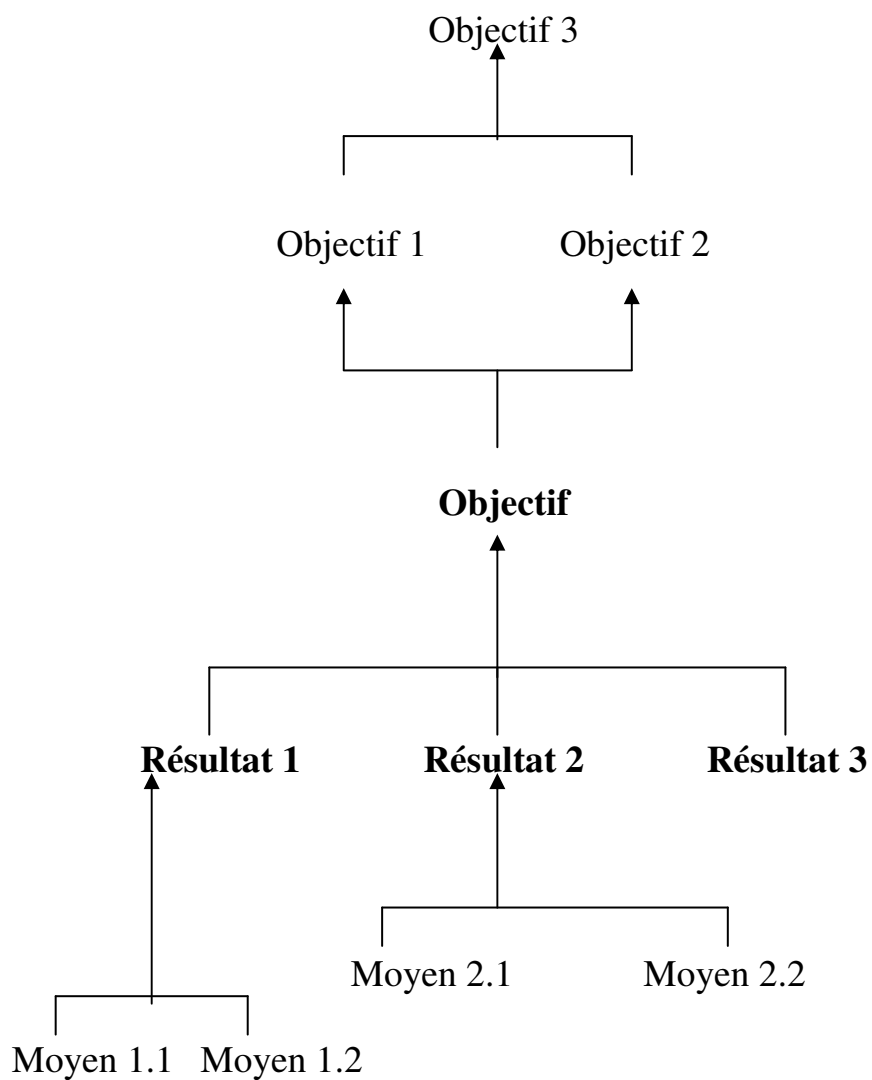 Objectif 3
Objectif 1 Objectif 2
Objectif
Résultat 1 Résultat 2 Résultat 3
Moyen 2.1 Moyen 2.2
Moyen 1.1 Moyen 1.2